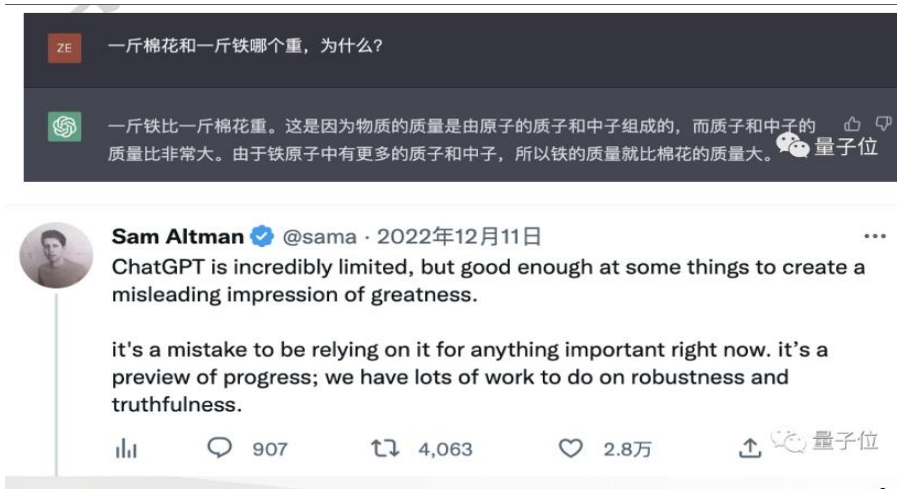 ZE
一斤棉花和一斤铁哪个重，为什么?
一斤铁比一斤棉花重。这是因为物质的质量是由原子的质子和中子组成的，而质子和中子的
质量比非常大。由于铁原子中有更多的质子和中子，所以铁的质量就比棉花的质量大。
量子位
Sam Altman @sama · 2022年12月11日
ChatGPT is incredibly limited, but good enough at some things to create a
misleading impression of greatness.
it's a mistake to be relying on it for anything important right now. it’s a
preview of progress; we have lots of work to do on robustness and
truthfulness.
907 4,063 2.8万
量子位